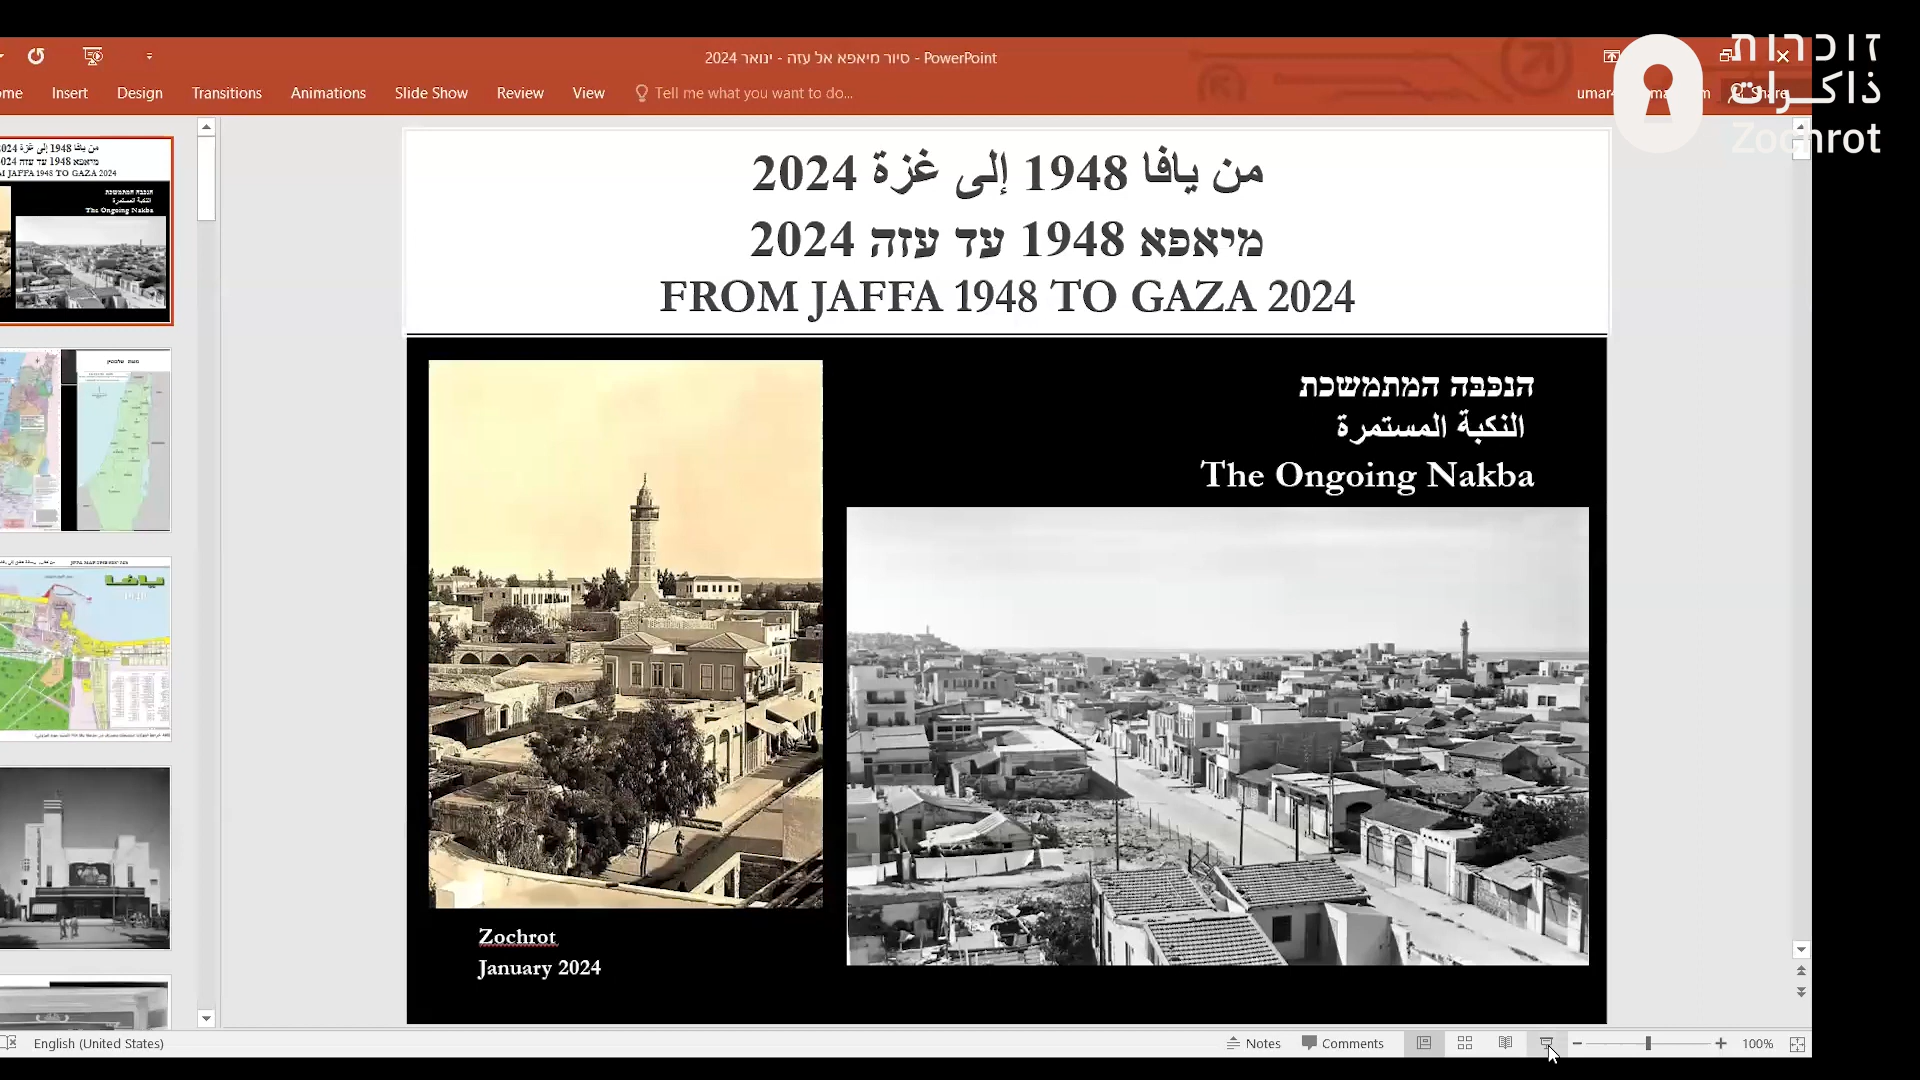 סיור מיאפא אל עזה - ינואר 2024 - PowerPoint
זוכרות
ذاكرات
Zochrot
Insert Design Transitions Animations Slide Show Review View Tell me what you want to do...
Share
من يافا 1948 إلى غزة 2024
מיאפא 1948 עד עזה 2024
FROM JAFFA 1948 TO GAZA 2024
הנכבּה המתמשכת
النكبة المستمرة
The Ongoing Nakba
Zochrot
January 2024
يافا
English (United States)
Notes Comments 100%